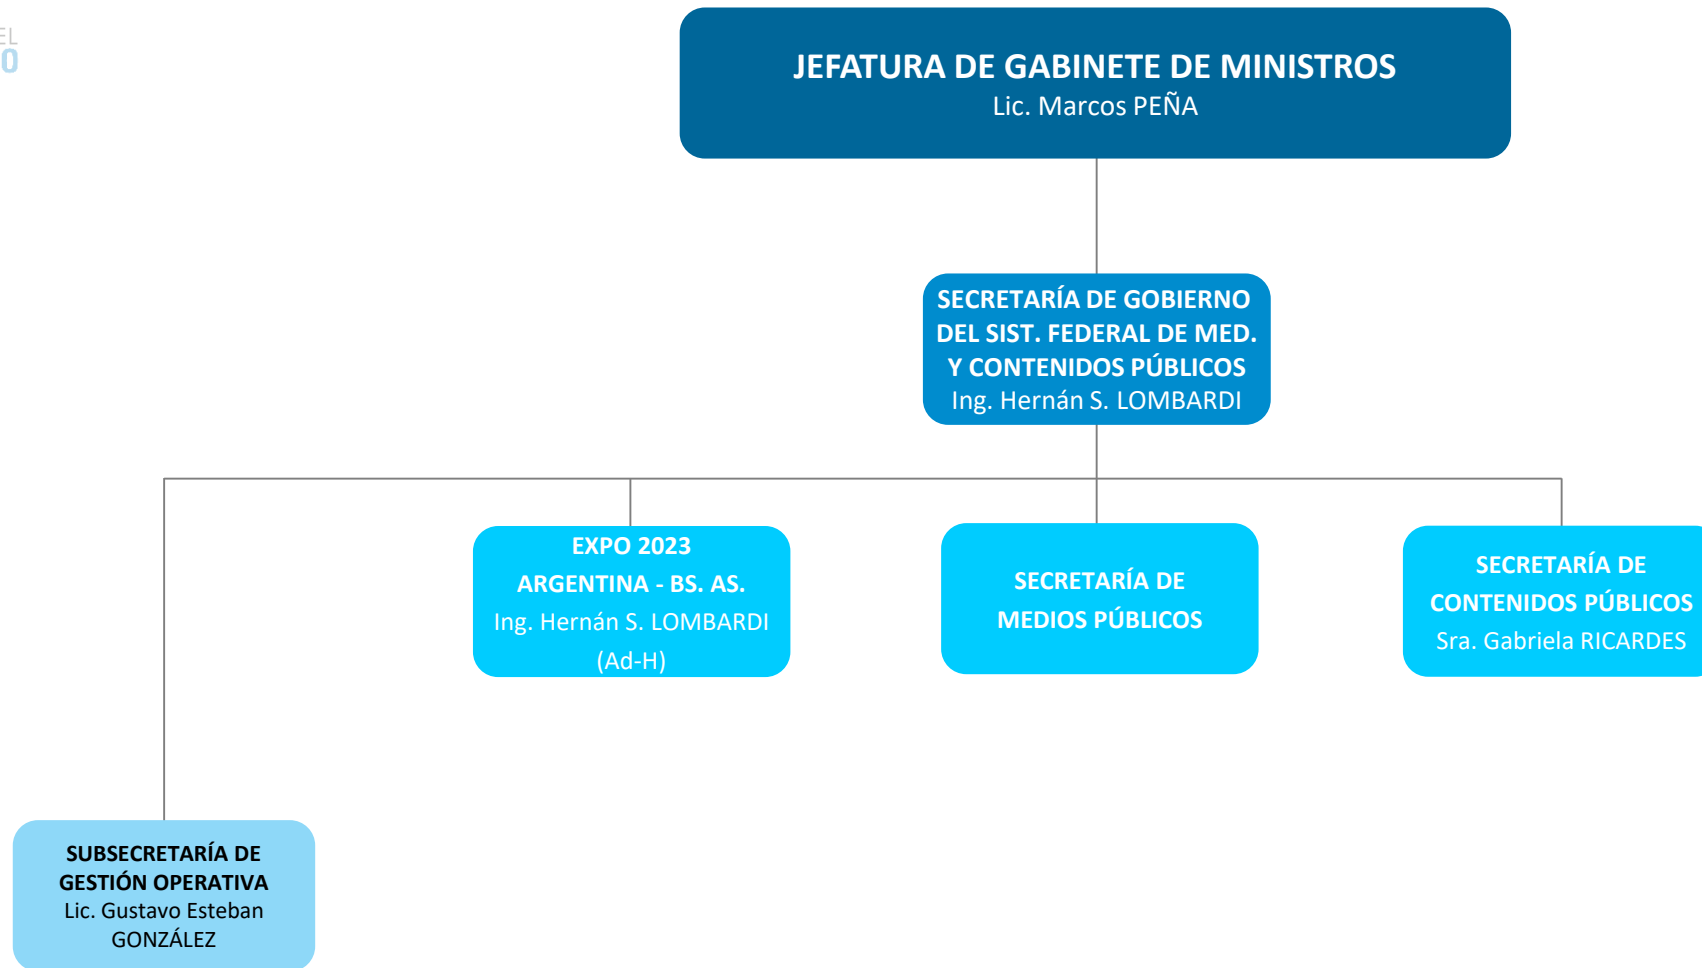 EL
O
JEFATURA DE GABINETE DE MINISTROS
Lic. Marcos PEÑA
SECRETARÍA DE GOBIERNO
DEL SIST. FEDERAL DE MED.
Y CONTENIDOS PÚBLICOS
Ing. Hernán S. LOMBARDI
EXPO 2023
ARGENTINA - BS. AS.
Ing. Hernán S. LOMBARDI
(Ad-H)
SECRETARÍA DE
MEDIOS PÚBLICOS
SECRETARÍA DE
CONTENIDOS PÚBLICOS
Sra. Gabriela RICARDES
SUBSECRETARÍA DE
GESTIÓN OPERATIVA
Lic. Gustavo Esteban
GONZÁLEZ